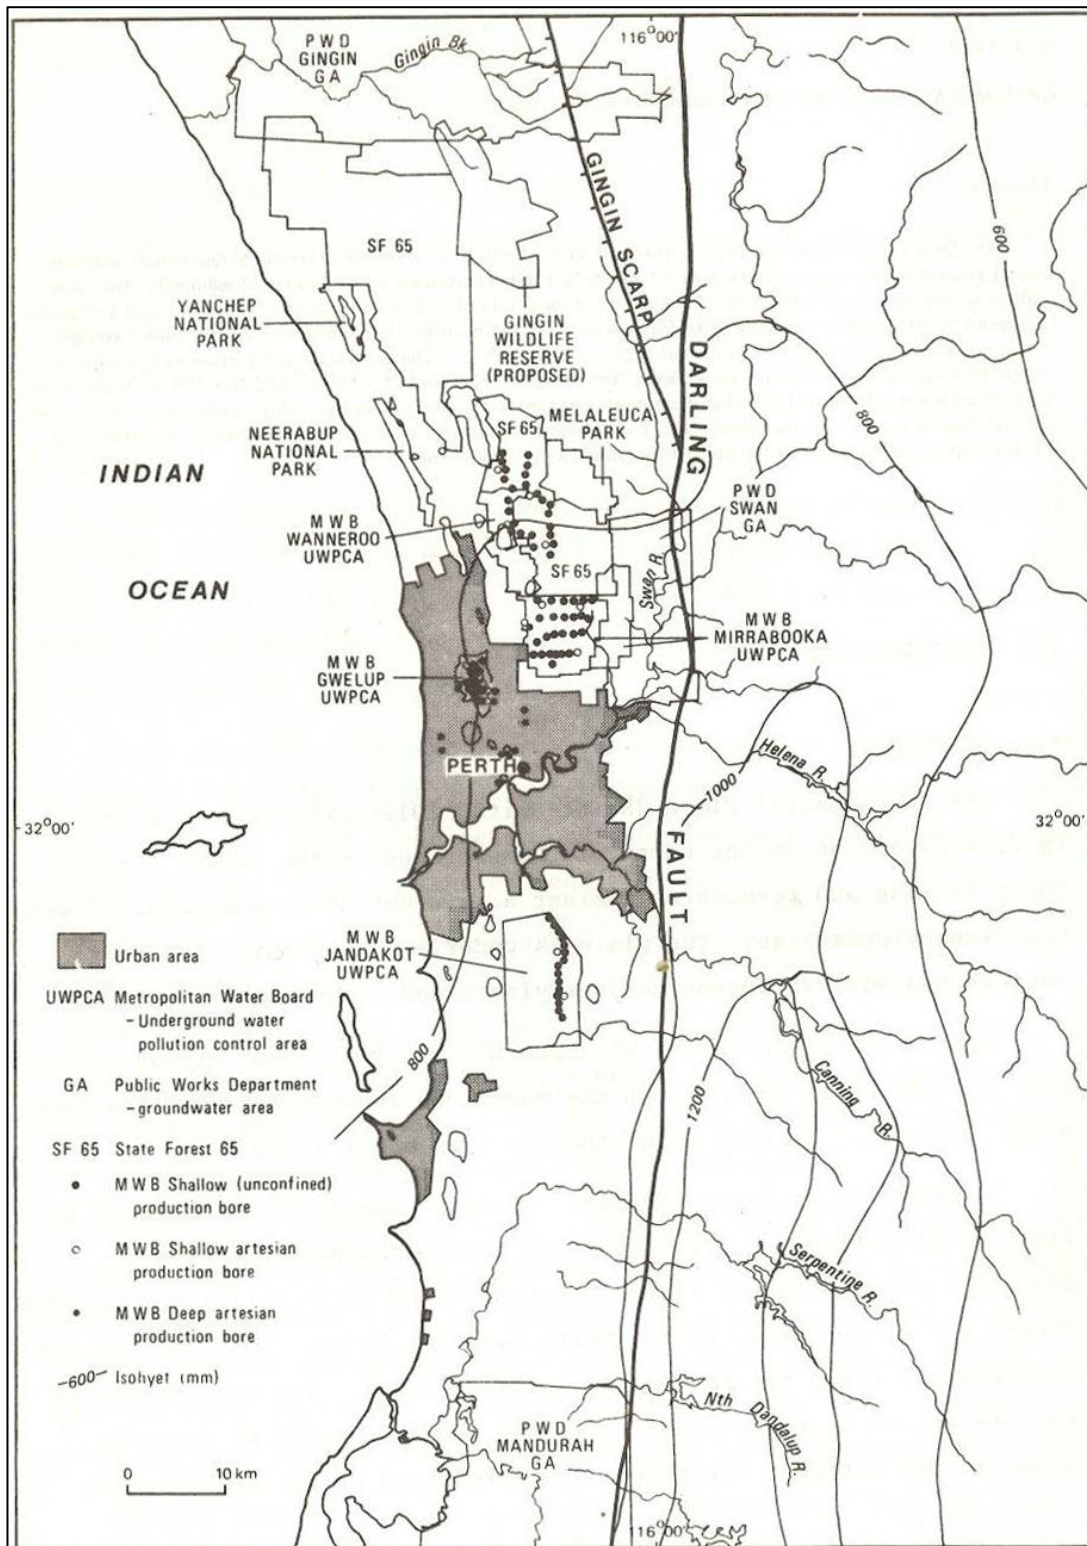 PWD
GINGIN
GA
Gingin Bk
116°00'
GINGIN SCARP
600
SF 65
YANCHEP
NATIONAL
PARK
GINGIN
WILDLIFE
RESERVE
(PROPOSED)
DARLING
800
SF 65
MELALEUCA
PARK
NEERABUP
NATIONAL
PARK
INDIAN
PWD
SWAN
GA
MWB
WANNEROO
UWPCA
SF 65
Swan R.
OCEAN
MWB
MIRRABOOKA
UWPCA
MWB
GWELUP
UWPCA
PERTH
Helena R.
1000
32°00'
32°00'
FAULT
MWB
JANDAKOT
UWPCA
Urban area
UWPCA Metropolitan Water Board
– Underground water
pollution control area
800
Canning R.
1200
GA Public Works Department
– groundwater area
SF 65 State Forest 65
MWB Shallow (unconfined)
production bore
MWB Shallow artesian
production bore
Serpentine R.
MWB Deep artesian
production bore
–600– Isohyet (mm)
Nth Dandalup R.
PWD
MANDURAH
GA
0 10 km
116°00'